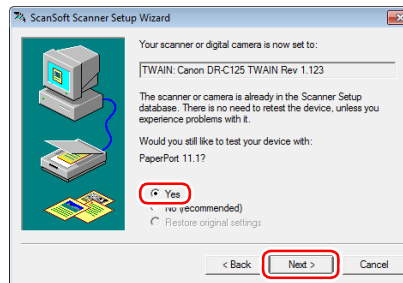 ScanSoft Scanner Setup Wizard
Your scanner or digital camera is now set to:
TWAIN: Canon DR-C125 TWAIN Rev 1.123
The scanner or camera is already in the Scanner Setup
database. There is no need to retest the device, unless you
experience problems with it.
Would you still like to test your device with:
PaperPort 11.1?
Yes
No (recommended)
Restore original settings
< Back Next > Cancel